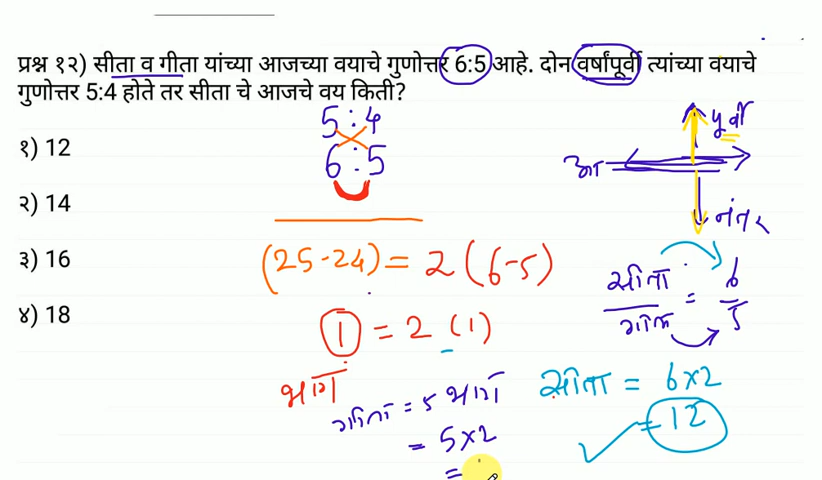 प्रश्न १२) सीता व गीता यांच्या आजच्या वयाचे गुणोत्तर 6:5 आहे. दोन वर्षांपूर्वी त्यांच्या वयाचे
गुणोत्तर 5:4 होते तर सीता चे आजचे वय किती?
5:4
6:5
१) 12
२) 14
३) 16
४) 18
पूर्वी
आज
नंतर
(25-24) = 2 (6-5)
1 = 2 (1)
भाग
सीता = 6
गीता 5
गीता = 5 भाग
= 5×2
=
सीता = 6×2
= 12